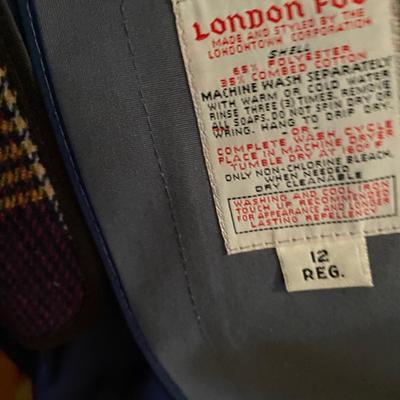 LONDON FOG
MADE AND STYLED BY THE
LONDONTOWN CORPORATION
SHELL
65% POLYESTER
35% COMBED COTTON
MACHINE WASH SEPARATELY
WITH WARM OR COLD WATER
RINSE THREE (3) TIMES. REMOVE
ALL SOAPS. DO NOT SPIN DRY OR
WRING. HANG TO DRIP DRY.
- OR -
COMPLETE WASH CYCLE
PLACE IN MACHINE DRYER
TUMBLE DRY AT 160° F
ONLY NON-CHLORINE BLEACH
WHEN NEEDED
DRY CLEANABLE
WASHING AND COOL IRON
TOUCH UP RECOMMENDED
FOR APPEARANCE AND LONGER
LASTING REPELLENCY
12
REG.